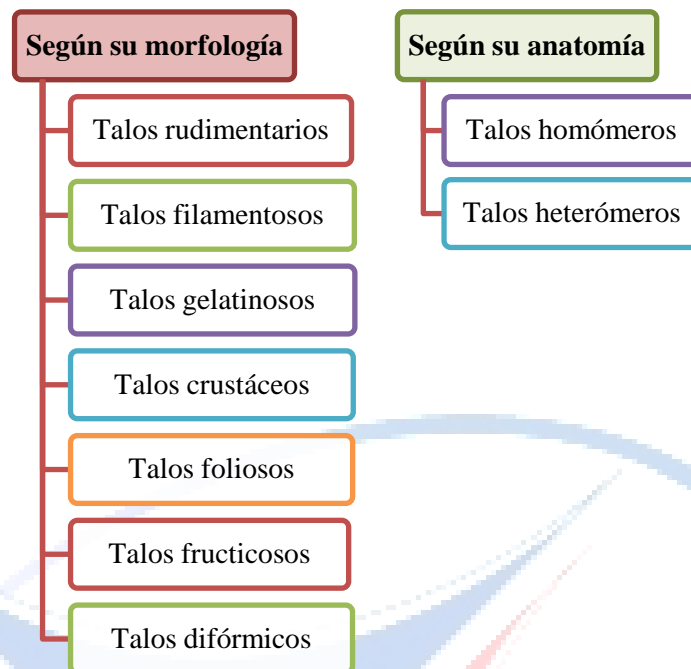 Según su morfología
Talos rudimentarios
Talos filamentosos
Talos gelatinosos
Talos crustáceos
Talos foliosos
Talos fructicosos
Talos difórmicos
Según su anatomía
Talos homómeros
Talos heterómeros